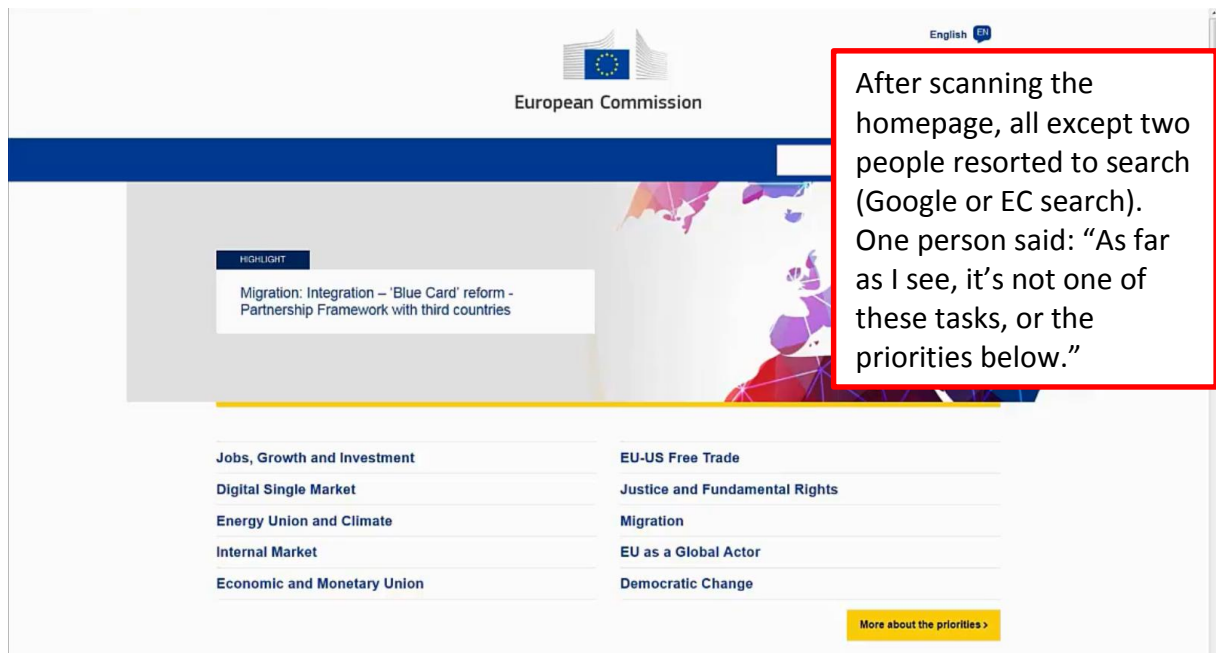 English EN
European Commission
After scanning the
homepage, all except two
people resorted to search
(Google or EC search).
One person said: “As far
as I see, it’s not one of
these tasks, or the
priorities below.”
HIGHLIGHT
Migration: Integration – 'Blue Card' reform -
Partnership Framework with third countries
Jobs, Growth and Investment
Digital Single Market
Energy Union and Climate
Internal Market
Economic and Monetary Union
EU-US Free Trade
Justice and Fundamental Rights
Migration
EU as a Global Actor
Democratic Change
More about the priorities >